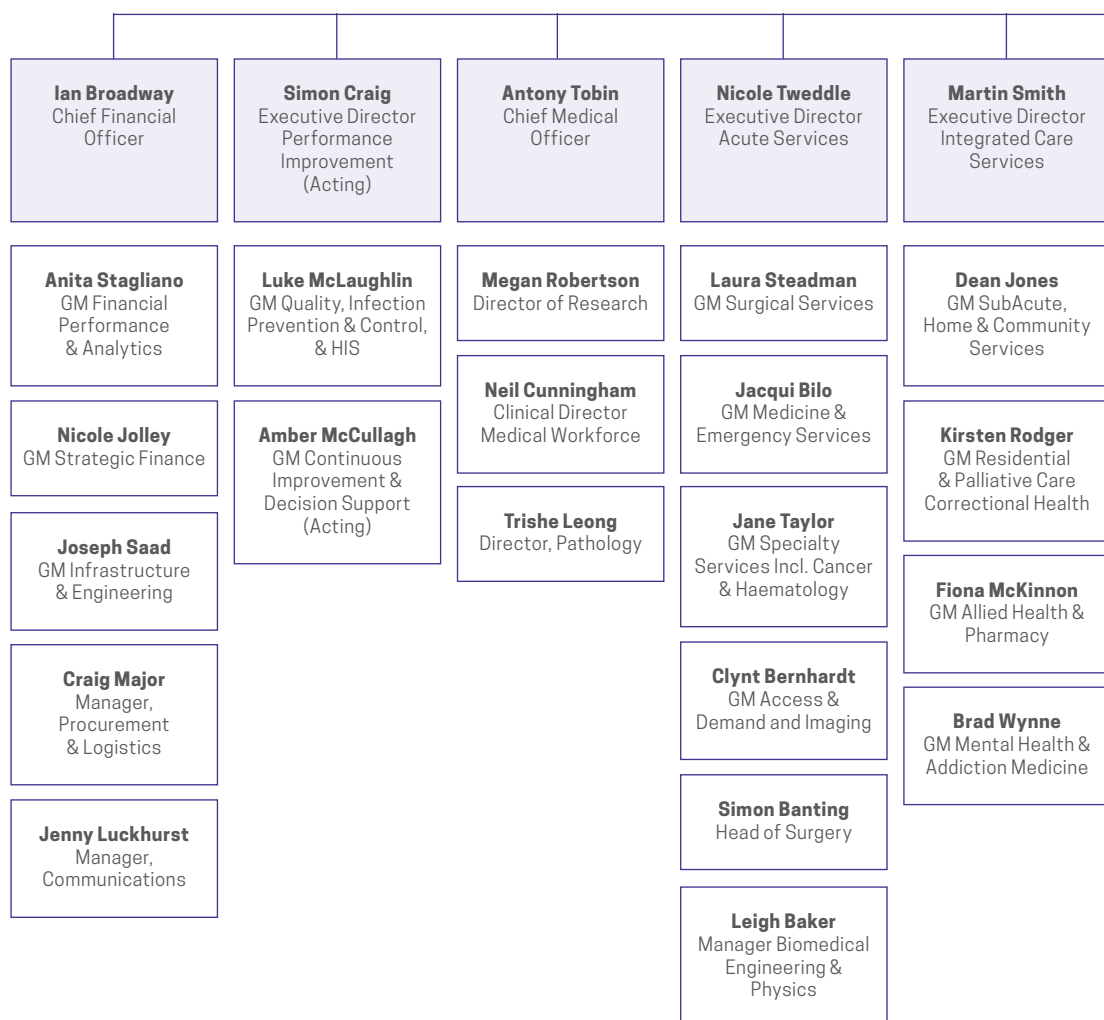 Ian Broadway
Chief Financial
Officer
Anita Stagliano
GM Financial
Performance
& Analytics
Nicole Jolley
GM Strategic Finance
Joseph Saad
GM Infrastructure
& Engineering
Craig Major
Manager,
Procurement
& Logistics
Jenny Luckhurst
Manager,
Communications
Simon Craig
Executive Director
Performance
Improvement
(Acting)
Luke McLaughlin
GM Quality, Infection
Prevention & Control,
& HIS
Amber McCullagh
GM Continuous
Improvement &
Decision Support
(Acting)
Antony Tobin
Chief Medical
Officer
Megan Robertson
Director of Research
Neil Cunningham
Clinical Director
Medical Workforce
Trishe Leong
Director, Pathology
Nicole Tweddle
Executive Director
Acute Services
Laura Steadman
GM Surgical Services
Jacqui Bilo
GM Medicine &
Emergency Services
Jane Taylor
GM Specialty
Services Incl. Cancer
& Haematology
Clynt Bernhardt
GM Access &
Demand and Imaging
Simon Banting
Head of Surgery
Leigh Baker
Manager Biomedical
Engineering &
Physics
Martin Smith
Executive Director
Integrated Care
Services
Dean Jones
GM SubAcute,
Home & Community
Services
Kirsten Rodger
GM Residential
& Palliative Care
Correctional Health
Fiona McKinnon
GM Allied Health &
Pharmacy
Brad Wynne
GM Mental Health &
Addiction Medicine